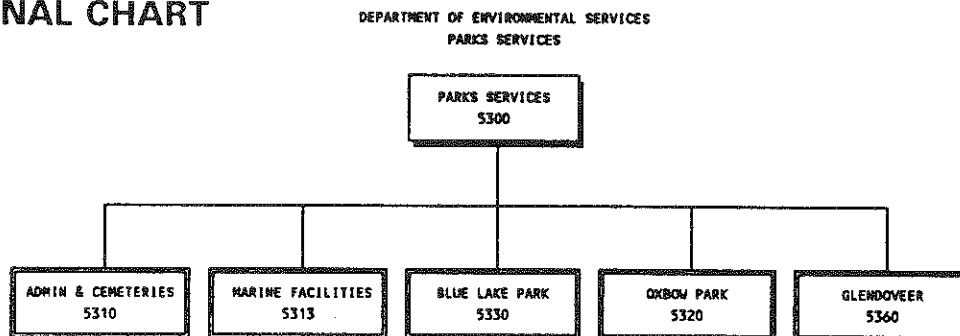 NAL CHART
DEPARTMENT OF ENVIRONMENTAL SERVICES
PARKS SERVICES
PARKS SERVICES
5300
ADMIN & CEMETERIES
5310
MARINE FACILITIES
5313
BLUE LAKE PARK
5330
OXBOW PARK
5320
GLENDOVEER
5360